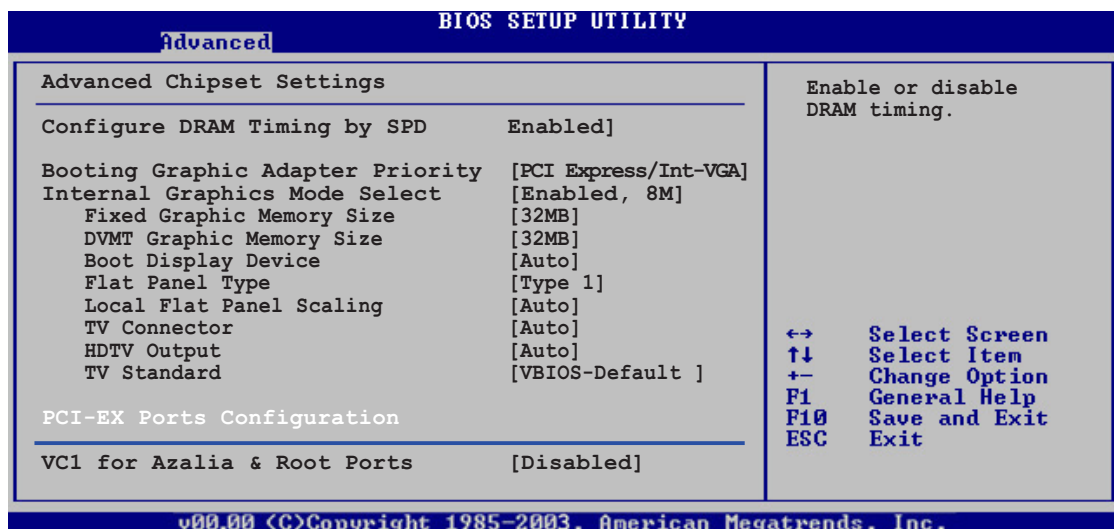 BIOS SETUP UTILITY
Advanced
Advanced Chipset Settings
Configure DRAM Timing by SPD Enabled]
Booting Graphic Adapter Priority [PCI Express/Int-VGA]
Internal Graphics Mode Select [Enabled, 8M]
Fixed Graphic Memory Size [32MB]
DVMT Graphic Memory Size [32MB]
Boot Display Device [Auto]
Flat Panel Type [Type 1]
Local Flat Panel Scaling [Auto]
TV Connector [Auto]
HDTV Output [Auto]
TV Standard [VBIOS-Default ]
PCI-EX Ports Configuration
VC1 for Azalia & Root Ports [Disabled]
Enable or disable
DRAM timing.
←→ Select Screen
↑↓ Select Item
+- Change Option
F1 General Help
F10 Save and Exit
ESC Exit
v00.00 (C)Copyright 1985-2003, American Megatrends, Inc.